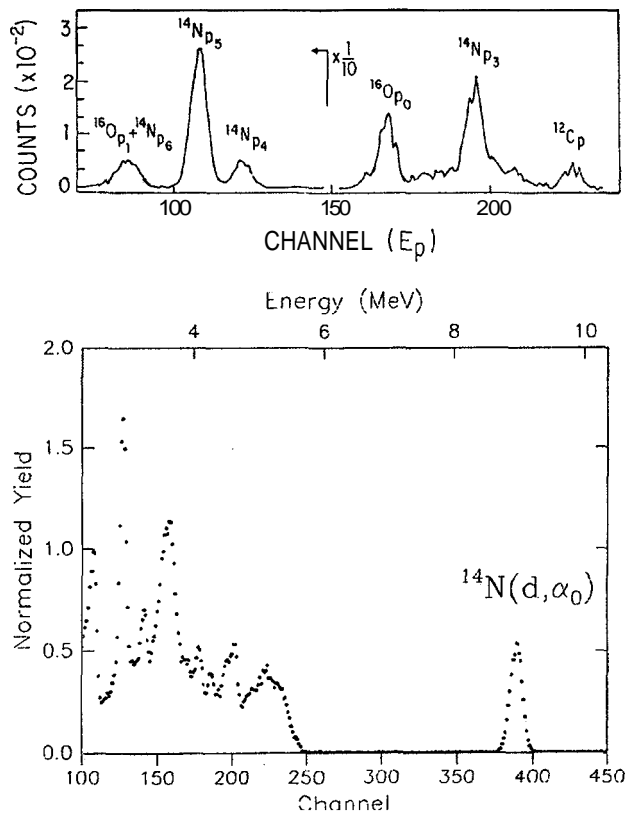 COUNTS (x10⁻²)
3
2
1
0
¹⁶Op₁+¹⁴Np₆
¹⁴Np₅
¹⁴Np₄
x 1/10
¹⁶Op₀
¹⁴Np₃
¹²Cp
100
150
200
CHANNEL (Eₚ)
Energy (MeV)
4
6
8
10
Normalized Yield
2.0
1.5
1.0
0.5
0.0
¹⁴N(d,α₀)
100 150 200 250 300 350 400 450
Channel